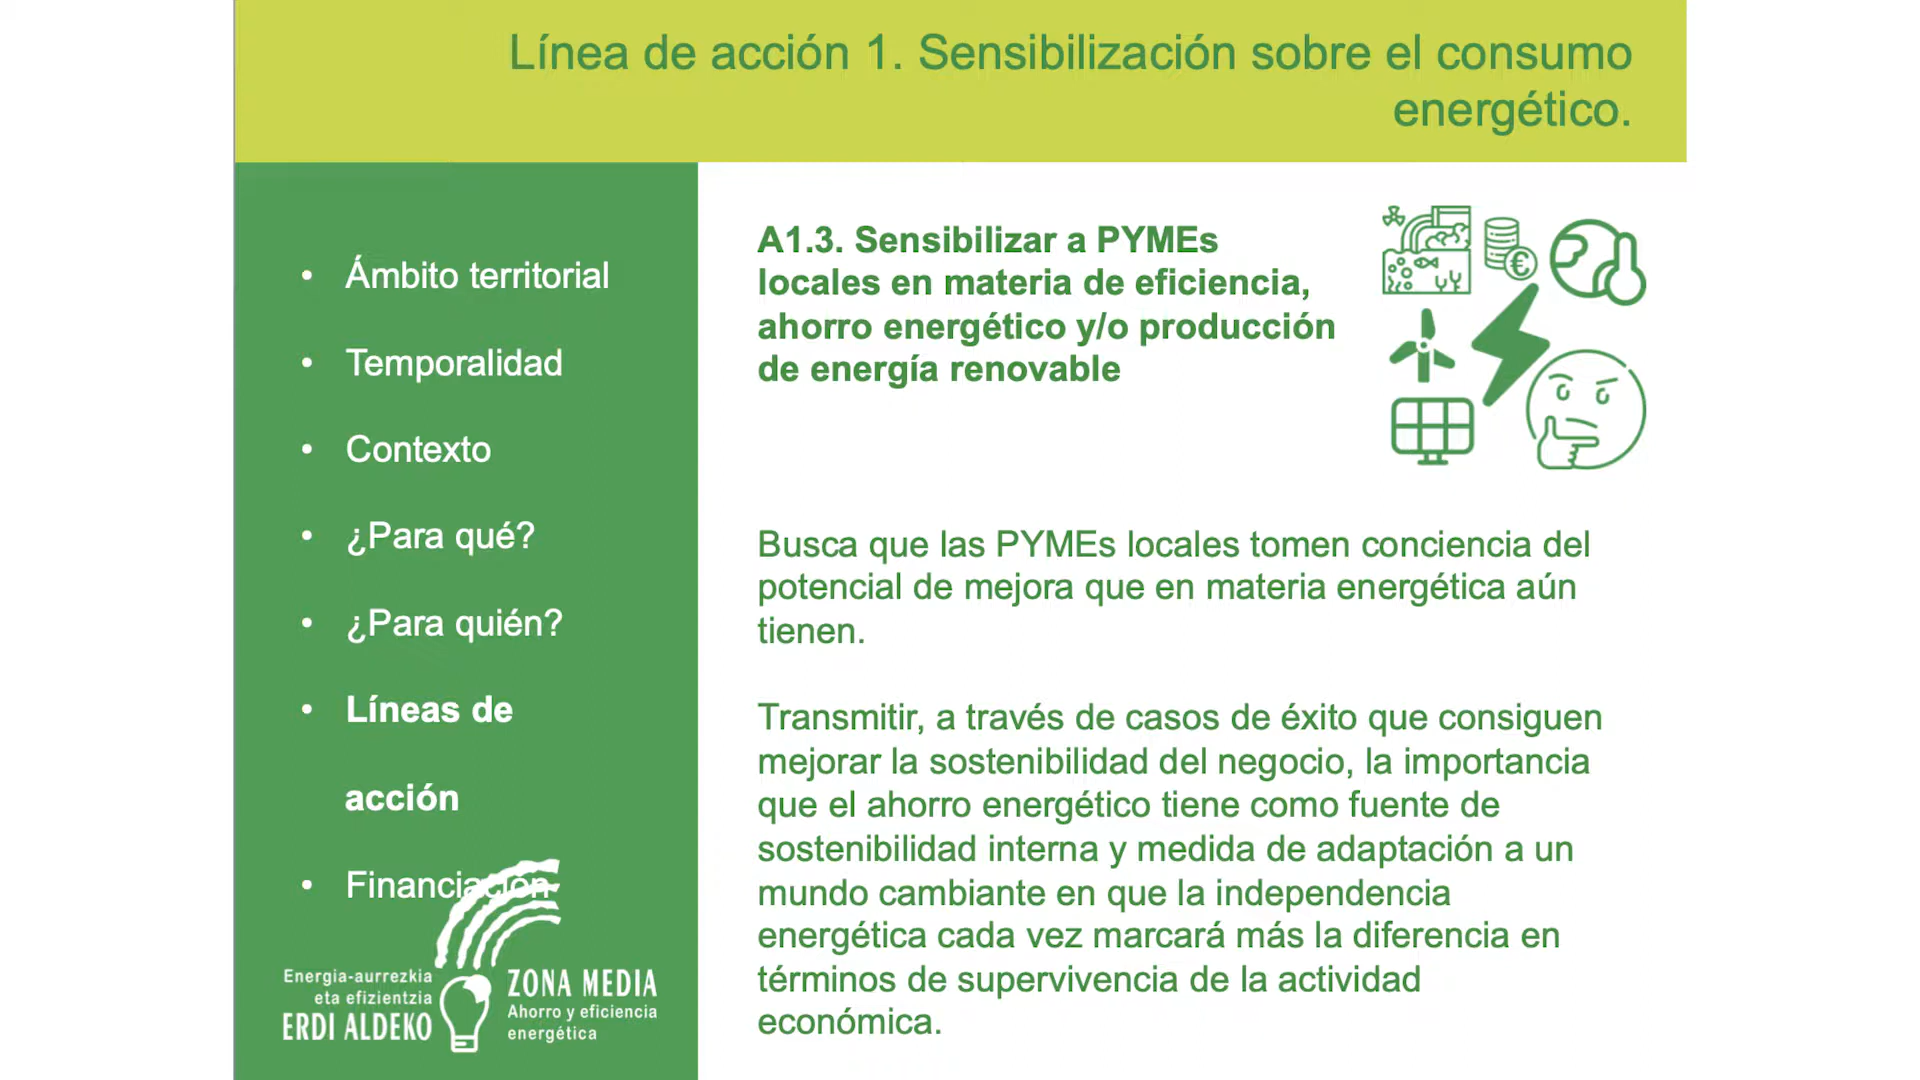 Línea de acción 1. Sensibilización sobre el consumo
energético.
• Ámbito territorial
• Temporalidad
• Contexto
• ¿Para qué?
• ¿Para quién?
• Líneas de
acción
• Financiación
Energia-aurrezkia
eta efizientzia
ERDI ALDEKO
ZONA MEDIA
Ahorro y eficiencia
energética
A1.3. Sensibilizar a PYMEs
locales en materia de eficiencia,
ahorro energético y/o producción
de energía renovable
€
Busca que las PYMEs locales tomen conciencia del
potencial de mejora que en materia energética aún
tienen.
Transmitir, a través de casos de éxito que consiguen
mejorar la sostenibilidad del negocio, la importancia
que el ahorro energético tiene como fuente de
sostenibilidad interna y medida de adaptación a un
mundo cambiante en que la independencia
energética cada vez marcará más la diferencia en
términos de supervivencia de la actividad
económica.